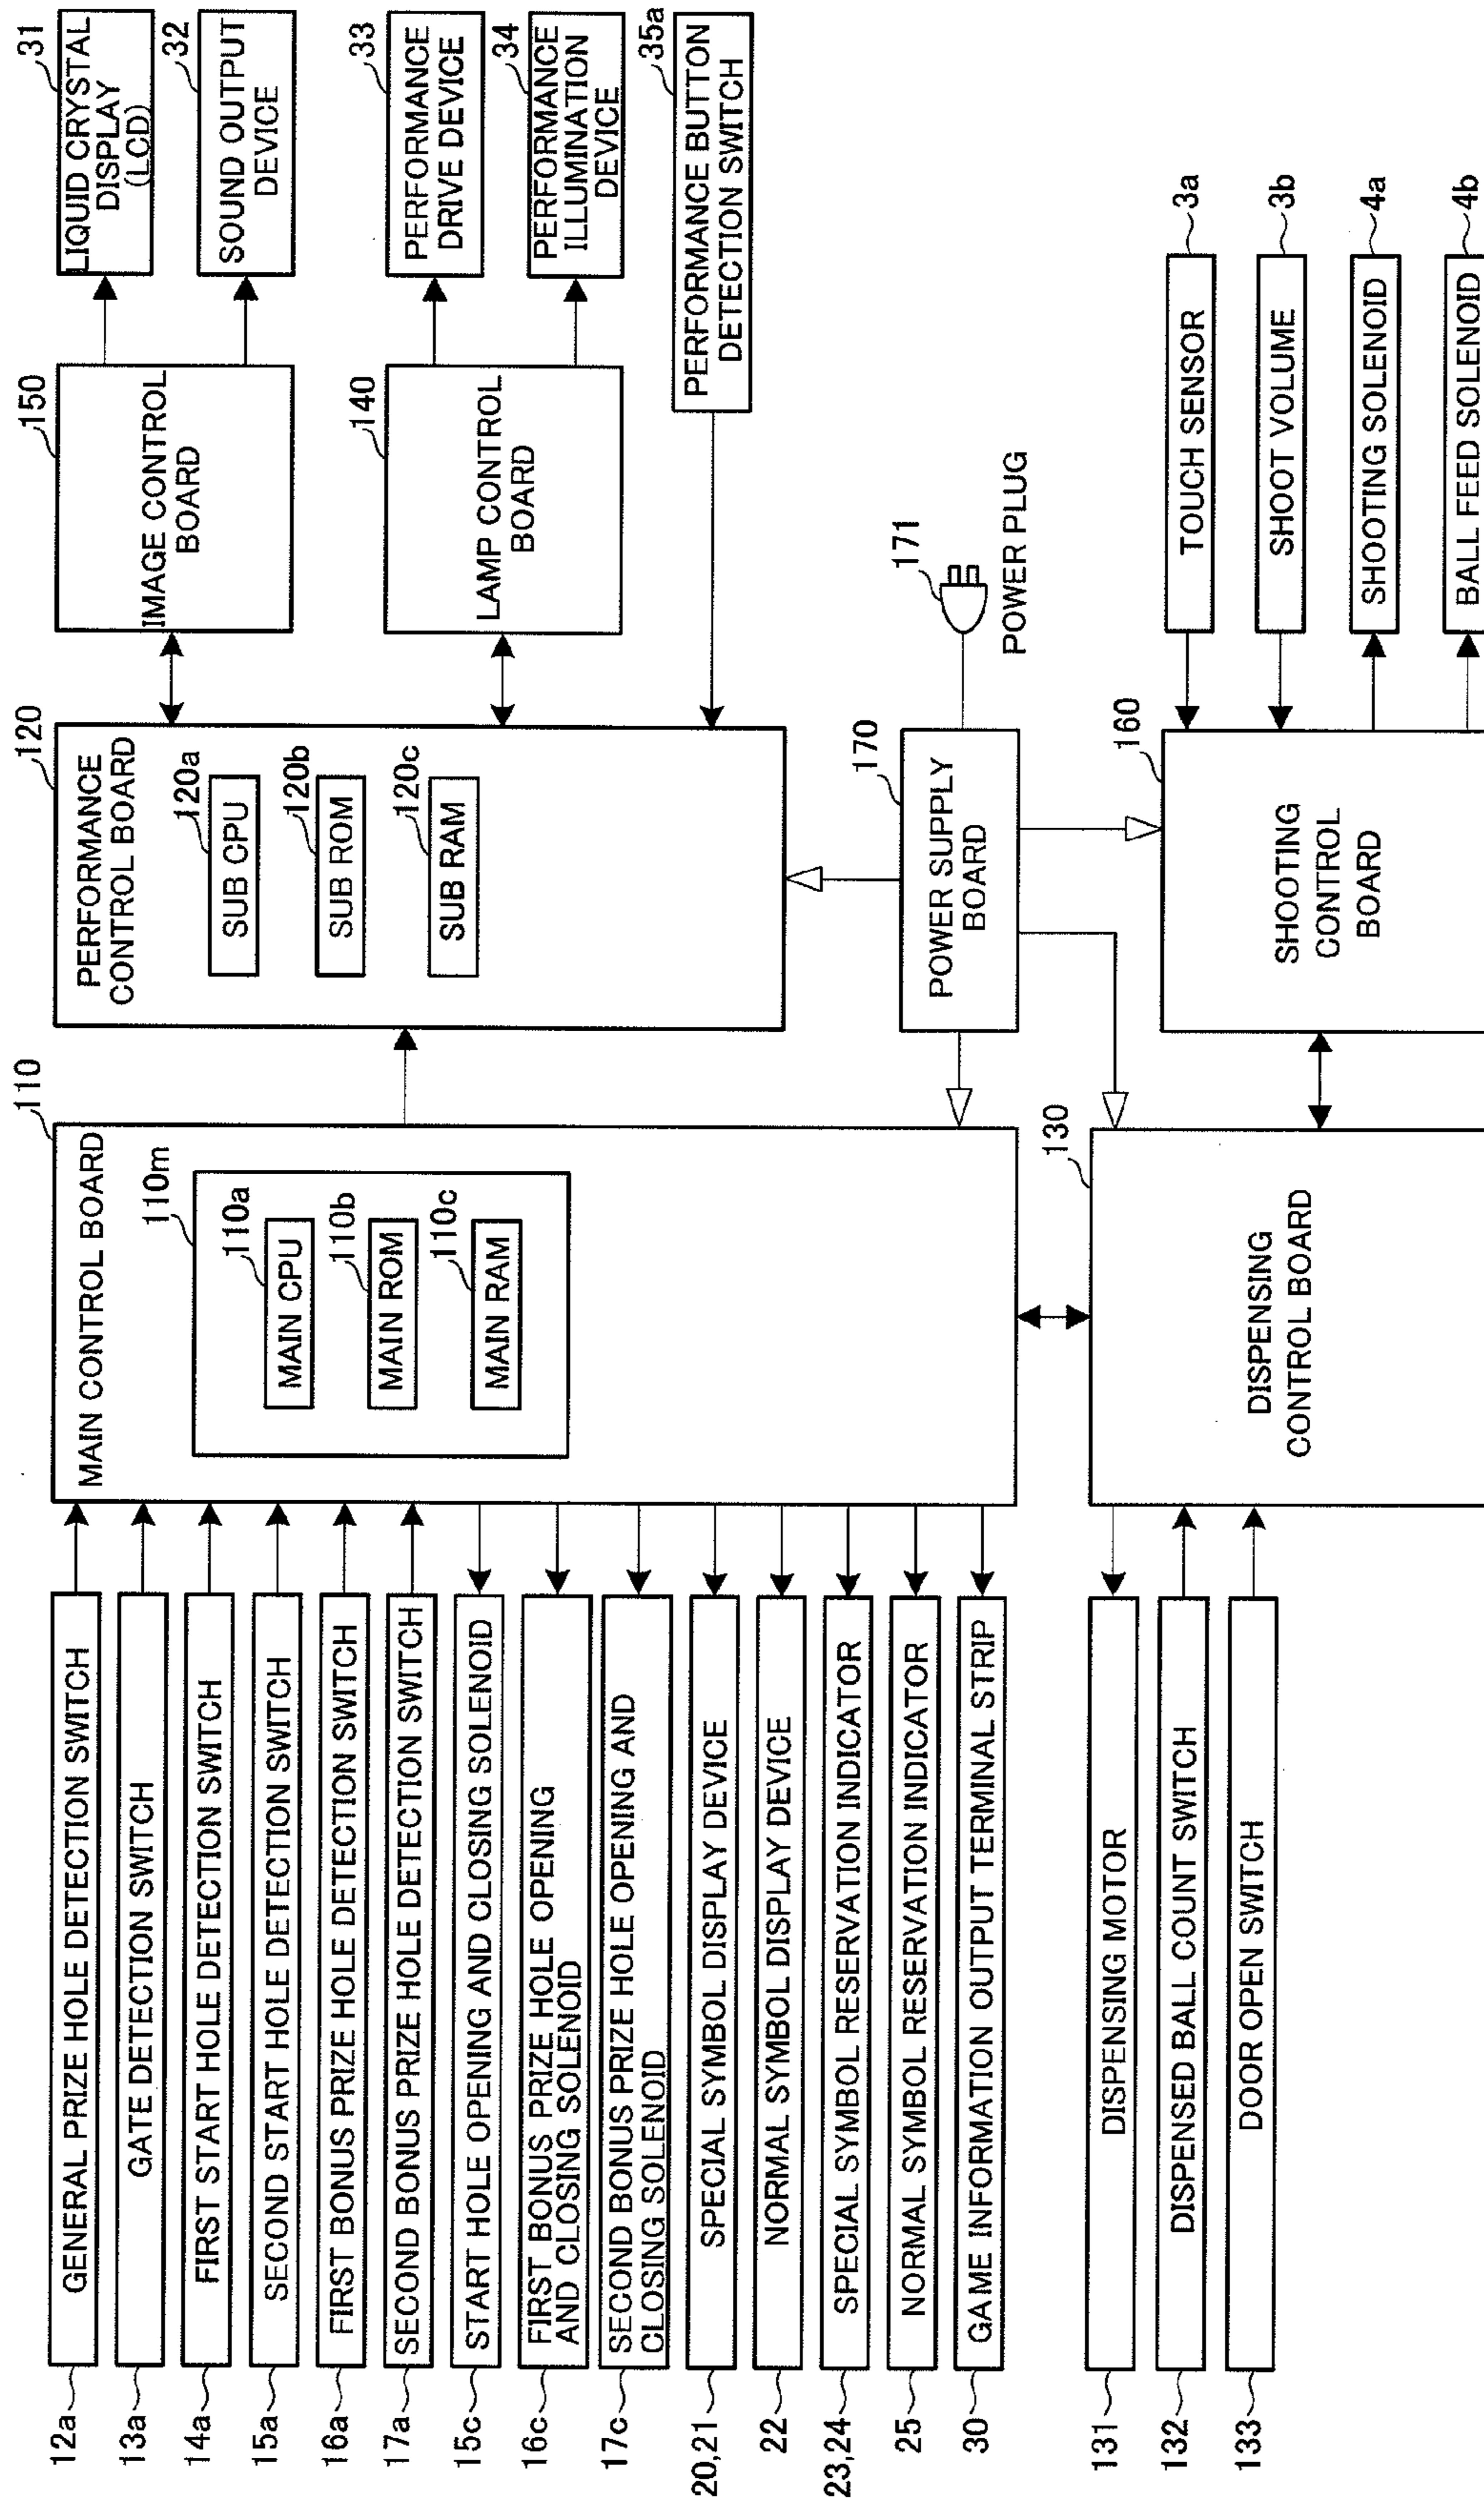 12a
GENERAL PRIZE HOLE DETECTION SWITCH
13a
GATE DETECTION SWITCH
14a
FIRST START HOLE DETECTION SWITCH
15a
SECOND START HOLE DETECTION SWITCH
16a
FIRST BONUS PRIZE HOLE DETECTION SWITCH
17a
SECOND BONUS PRIZE HOLE DETECTION SWITCH
15c
START HOLE OPENING AND CLOSING SOLENOID
16c
FIRST BONUS PRIZE HOLE OPENING
AND CLOSING SOLENOID
17c
SECOND BONUS PRIZE HOLE OPENING AND
CLOSING SOLENOID
20,21
SPECIAL SYMBOL DISPLAY DEVICE
22
NORMAL SYMBOL DISPLAY DEVICE
23,24
SPECIAL SYMBOL RESERVATION INDICATOR
25
NORMAL SYMBOL RESERVATION INDICATOR
30
GAME INFORMATION OUTPUT TERMINAL STRIP
131
DISPENSING MOTOR
132
DISPENSED BALL COUNT SWITCH
133
DOOR OPEN SWITCH
110
MAIN CONTROL BOARD
110m
110a
MAIN CPU
110b
MAIN ROM
110c
MAIN RAM
130
DISPENSING
CONTROL BOARD
120
PERFORMANCE
CONTROL BOARD
120a
SUB CPU
120b
SUB ROM
120c
SUB RAM
170
POWER SUPPLY
BOARD
171
POWER PLUG
160
SHOOTING
CONTROL
BOARD
150
IMAGE CONTROL
BOARD
140
LAMP CONTROL
BOARD
31
LIQUID CRYSTAL
DISPLAY
(LCD)
32
SOUND OUTPUT
DEVICE
33
PERFORMANCE
DRIVE DEVICE
34
PERFORMANCE
ILLUMINATION
DEVICE
35a
PERFORMANCE BUTTON
DETECTION SWITCH
TOUCH SENSOR
3a
SHOOT VOLUME
3b
SHOOTING SOLENOID
4a
BALL FEED SOLENOID
4b